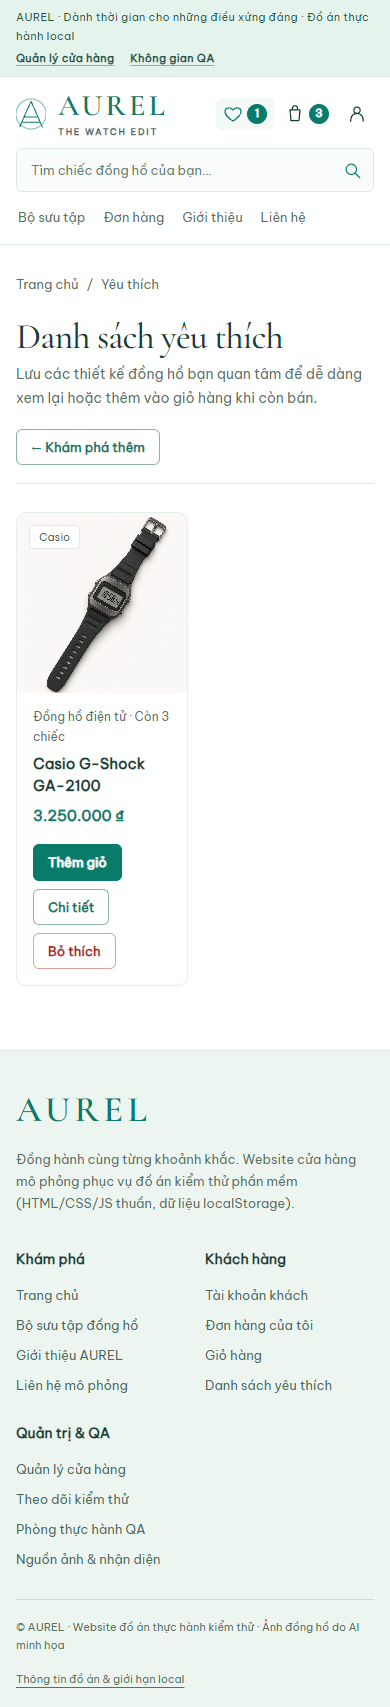 AUREL · Dành thời gian cho những điều xứng đáng · Đồ án thực
hành local
Quản lý cửa hàng Không gian QA
AUREL
THE WATCH EDIT
1
3
Tìm chiếc đồng hồ của bạn...
Bộ sưu tập Đơn hàng Giới thiệu Liên hệ
Trang chủ / Yêu thích
Danh sách yêu thích
Lưu các thiết kế đồng hồ bạn quan tâm để dễ dàng
xem lại hoặc thêm vào giỏ hàng khi còn bán.
← Khám phá thêm
Casio
Đồng hồ điện tử · Còn 3
chiếc
Casio G-Shock
GA-2100
3.250.000 ₫
Thêm giỏ
Chi tiết
Bỏ thích
AUREL
Đồng hành cùng từng khoảnh khắc. Website cửa hàng
mô phỏng phục vụ đồ án kiểm thử phần mềm
(HTML/CSS/JS thuần, dữ liệu localStorage).
Khám phá
Trang chủ
Bộ sưu tập đồng hồ
Giới thiệu AUREL
Liên hệ mô phỏng
Khách hàng
Tài khoản khách
Đơn hàng của tôi
Giỏ hàng
Danh sách yêu thích
Quản trị & QA
Quản lý cửa hàng
Theo dõi kiểm thử
Phòng thực hành QA
Nguồn ảnh & nhận diện
© AUREL · Website đồ án thực hành kiểm thử · Ảnh đồng hồ do AI
minh họa
Thông tin đồ án & giới hạn local